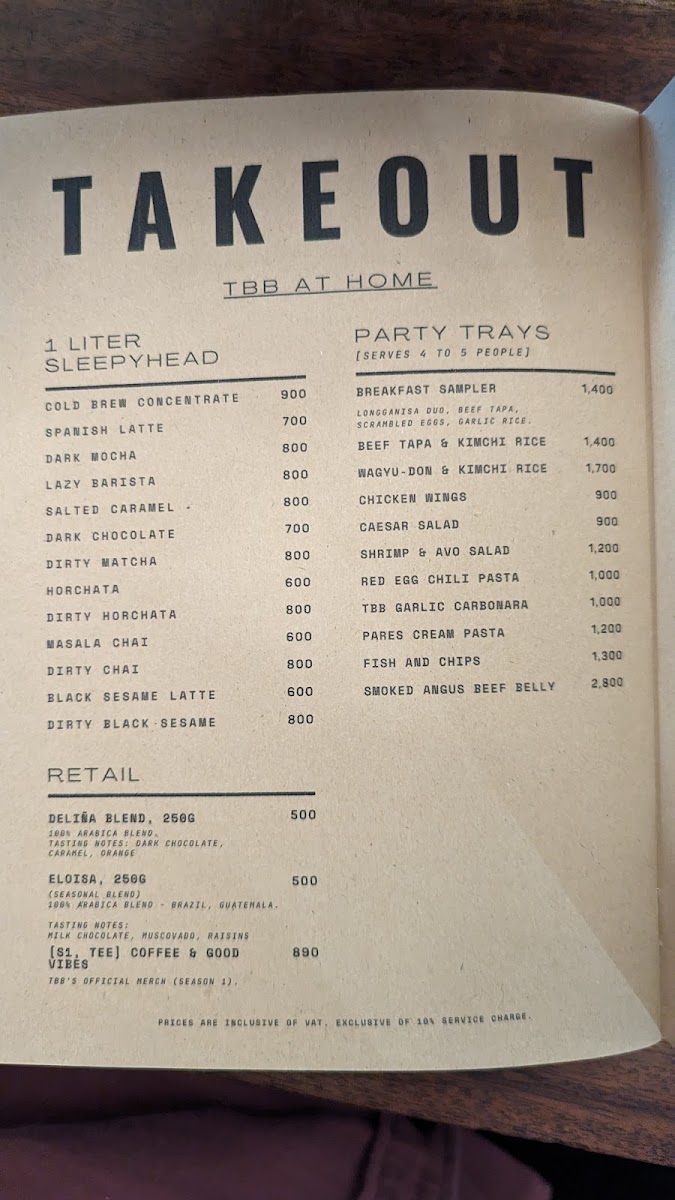 TAKEOUT
TBB AT HOME
1 LITER
SLEEPYHEAD
COLD BREW CONCENTRATE 900
SPANISH LATTE 700
DARK MOCHA 800
LAZY BARISTA 800
SALTED CARAMEL 800
DARK CHOCOLATE 700
DIRTY MATCHA 800
HORCHATA 600
DIRTY HORCHATA 800
MASALA CHAI 600
DIRTY CHAI 800
BLACK SESAME LATTE 600
DIRTY BLACK SESAME 800
RETAIL
DELIÑA BLEND, 250G 500
100% ARABICA BLEND.
TASTING NOTES: DARK CHOCOLATE,
CARAMEL, ORANGE
ELOISA, 250G 500
(SEASONAL BLEND)
100% ARABICA BLEND - BRAZIL, GUATEMALA.
TASTING NOTES:
MILK CHOCOLATE, MUSCOVADO, RAISINS
[S1, TEE] COFFEE & GOOD 890
VIBES
TBB'S OFFICIAL MERCH (SEASON 1).
PARTY TRAYS
[SERVES 4 TO 5 PEOPLE]
BREAKFAST SAMPLER 1,400
LONGGANISA DUO, BEEF TAPA,
SCRAMBLED EGGS, GARLIC RICE.
BEEF TAPA & KIMCHI RICE 1,400
WAGYU-DON & KIMCHI RICE 1,700
CHICKEN WINGS 900
CAESAR SALAD 900
SHRIMP & AVO SALAD 1,200
RED EGG CHILI PASTA 1,000
TBB GARLIC CARBONARA 1,000
PARES CREAM PASTA 1,200
FISH AND CHIPS 1,300
SMOKED ANGUS BEEF BELLY 2,800
PRICES ARE INCLUSIVE OF VAT. EXCLUSIVE OF 10% SERVICE CHARGE.